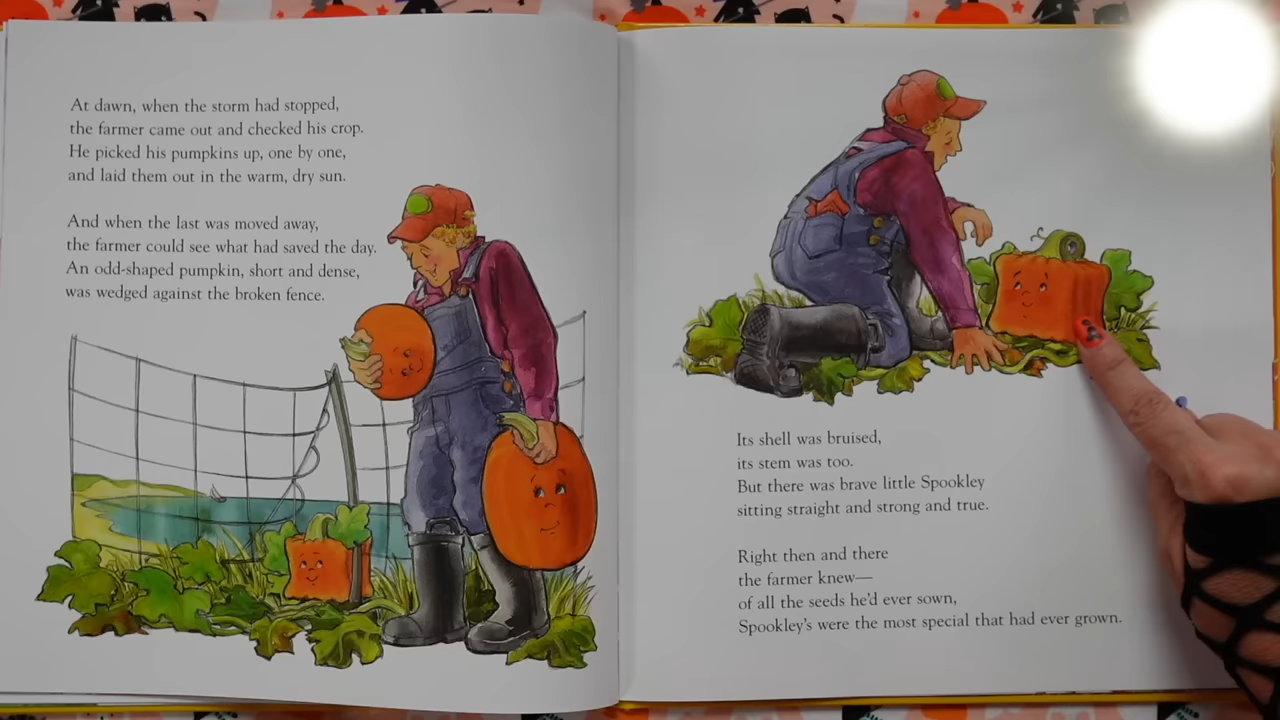 At dawn, when the storm had stopped,
the farmer came out and checked his crop.
He picked his pumpkins up, one by one,
and laid them out in the warm, dry sun.
And when the last was moved away,
the farmer could see what had saved the day.
An odd-shaped pumpkin, short and dense,
was wedged against the broken fence.
Its shell was bruised,
its stem was too.
But there was brave little Spookley
sitting straight and strong and true.
Right then and there
the farmer knew—
of all the seeds he'd ever sown,
Spookley's were the most special that had ever grown.